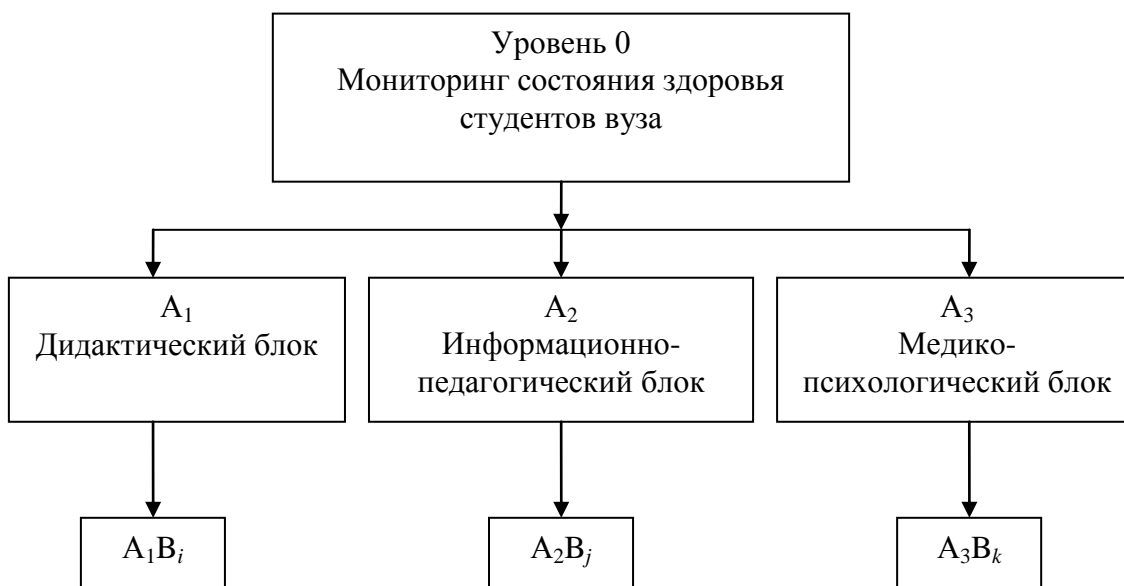 Уровень 0
Мониторинг состояния здоровья
студентов вуза
A₁
Дидактический блок
A₂
Информационно-
педагогический блок
A₃
Медико-
психологический блок
A₁Bᵢ
A₂Bⱼ
A₃Bₖ